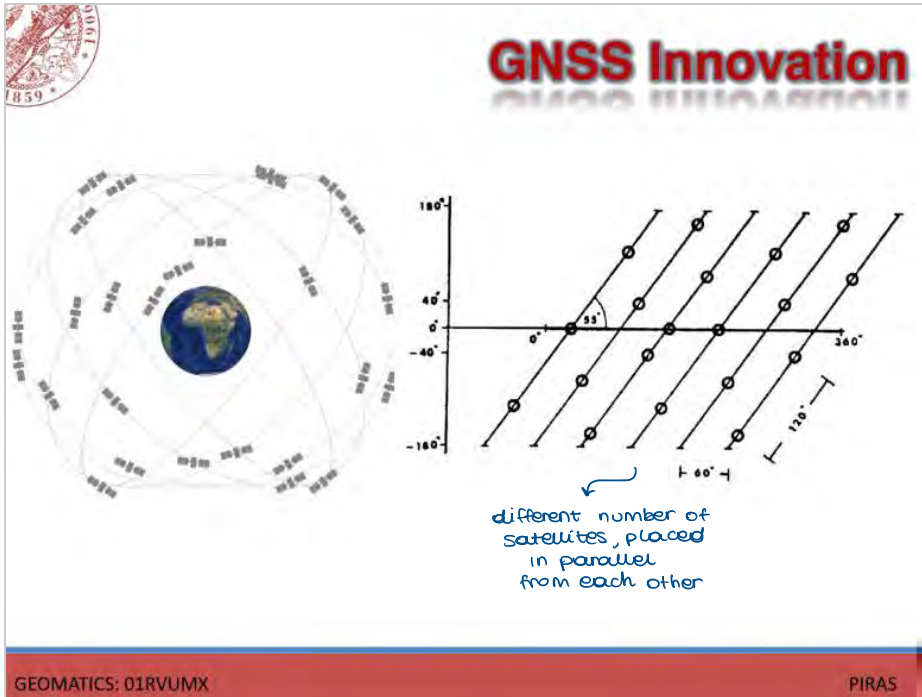 1859
GNSS Innovation
180°
40°
0°
-40°
-160°
0°
55°
360°
120°
60°
different number of
satellites, placed
in parallel
from each other
GEOMATICS: 01RVUMX
PIRAS